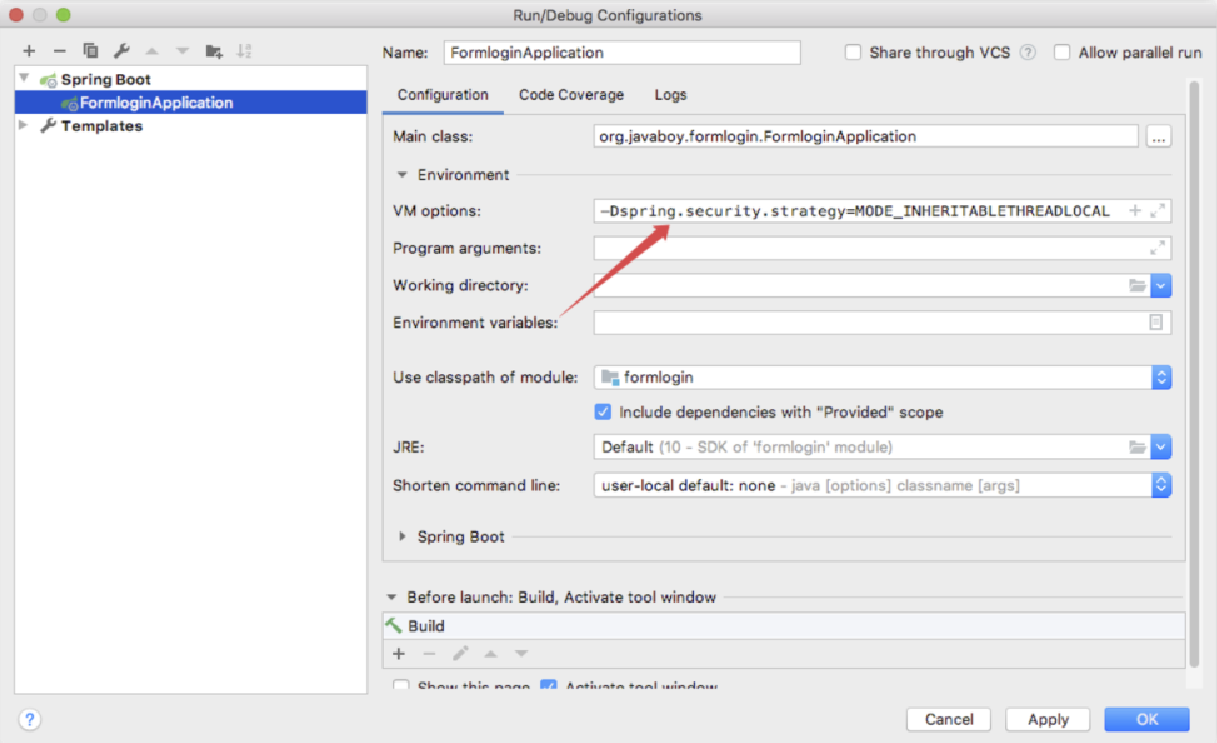 Run/Debug Configurations
Name: FormloginApplication Share through VCS ? Allow parallel run
Spring Boot
FormloginApplication
Templates
Configuration Code Coverage Logs
Main class: org.javaboy.formlogin.FormloginApplication ...
Environment
VM options: -Dspring.security.strategy=MODE_INHERITABLETHREADLOCAL
Program arguments:
Working directory:
Environment variables:
Use classpath of module: formlogin
Include dependencies with "Provided" scope
JRE: Default (10 - SDK of 'formlogin' module)
Shorten command line: user-local default: none - java [options] classname [args]
Spring Boot
Before launch: Build, Activate tool window
Build
Show this page Activate tool window
? Cancel Apply OK